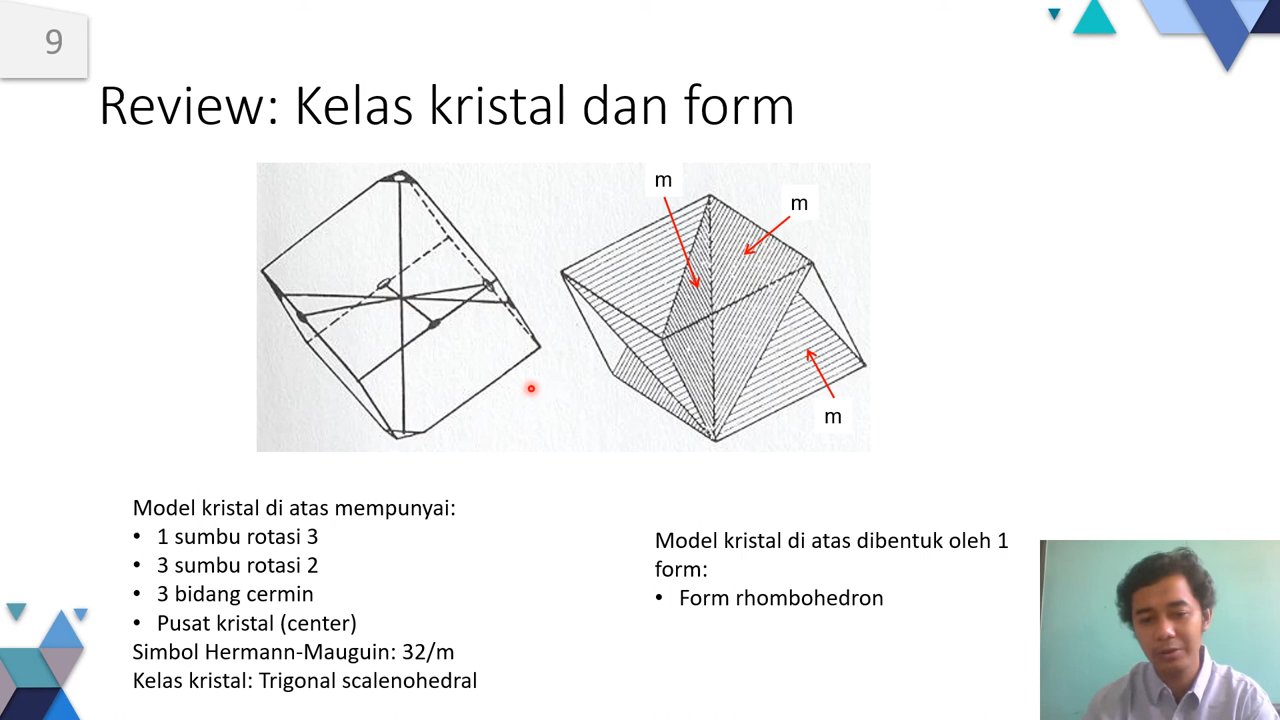 9
Review: Kelas kristal dan form
m
m
m
Model kristal di atas mempunyai:
• 1 sumbu rotasi 3
• 3 sumbu rotasi 2
• 3 bidang cermin
• Pusat kristal (center)
Simbol Hermann-Mauguin: 32/m
Kelas kristal: Trigonal scalenohedral
Model kristal di atas dibentuk oleh 1
form:
• Form rhombohedron